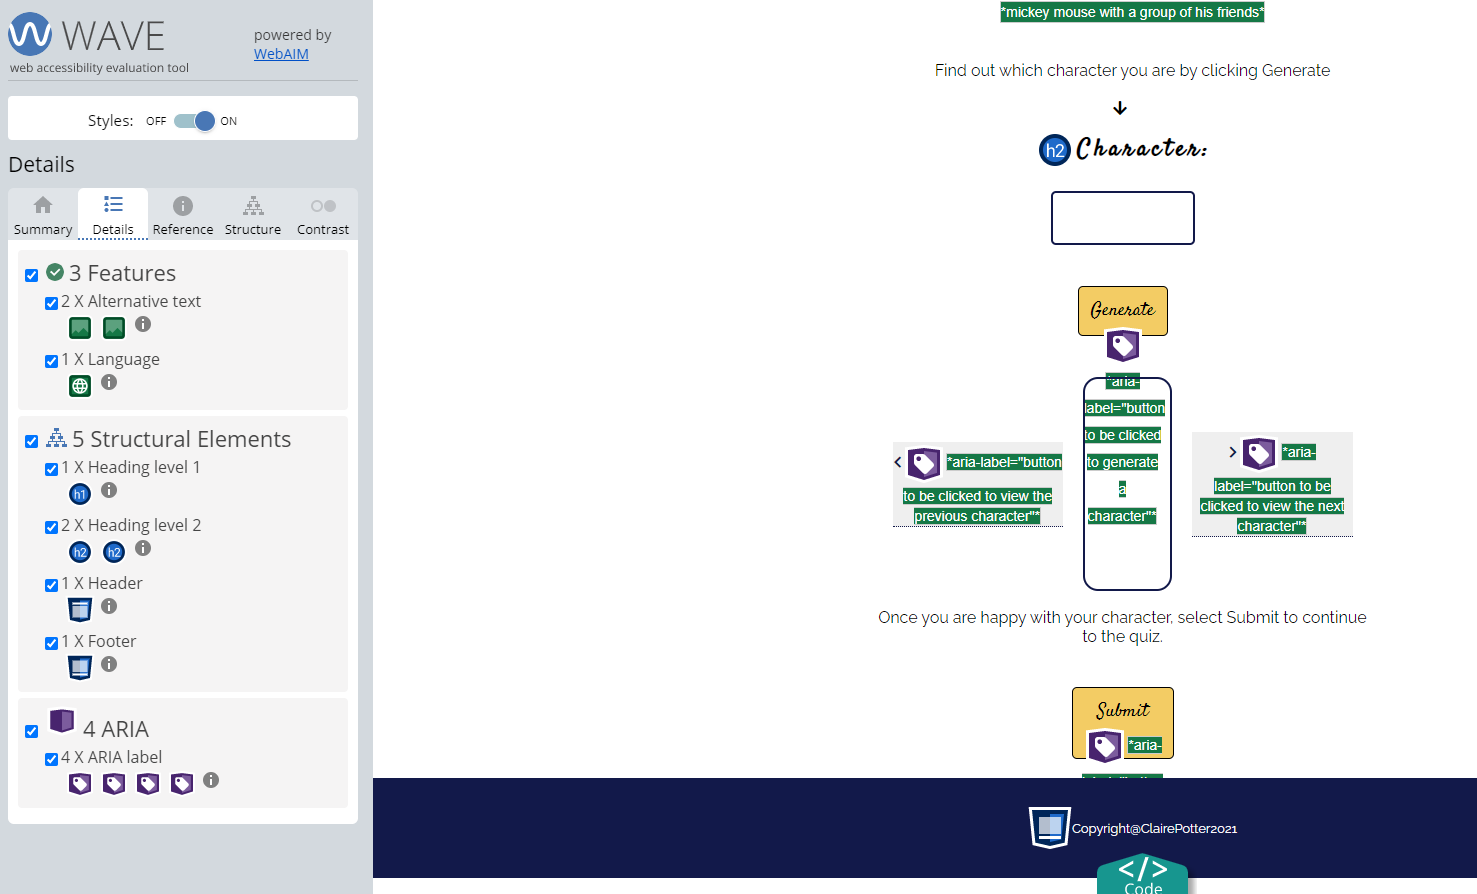 WAVE
powered by
WebAIM
web accessibility evaluation tool
Styles: OFF ON
Details
Summary Details Reference Structure Contrast
3 Features
2 X Alternative text
1 X Language
5 Structural Elements
1 X Heading level 1
h1
2 X Heading level 2
h2 h2
1 X Header
1 X Footer
4 ARIA
4 X ARIA label
*mickey mouse with a group of his friends*
Find out which character you are by clicking Generate
h2 Character:
Generate
*aria-
label="button
to be clicked
to generate
a
character"*
*aria-label="button
to be clicked to view the
previous character"*
*aria-
label="button to be
clicked to view the next
character"*
Once you are happy with your character, select Submit to continue
to the quiz.
Submit
*aria-
Copyright@ClairePotter2021
</> 
Code